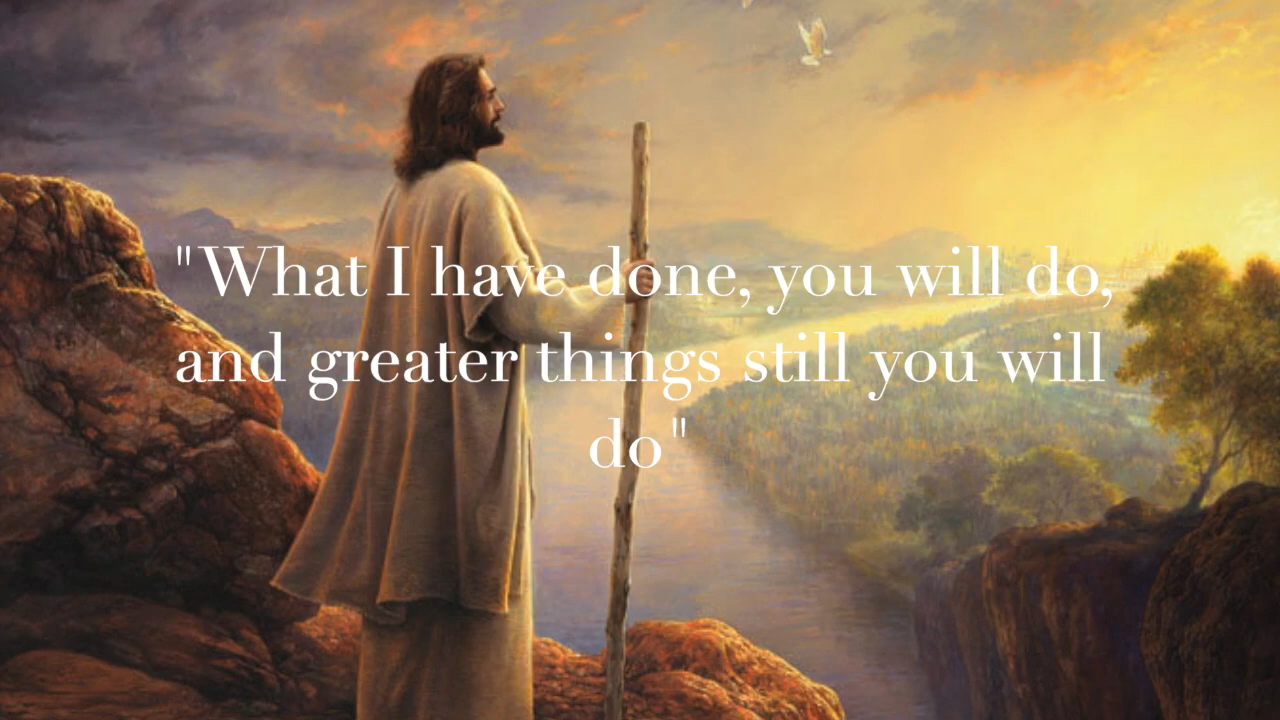 "What I have done, you will do,
and greater things still you will
do"